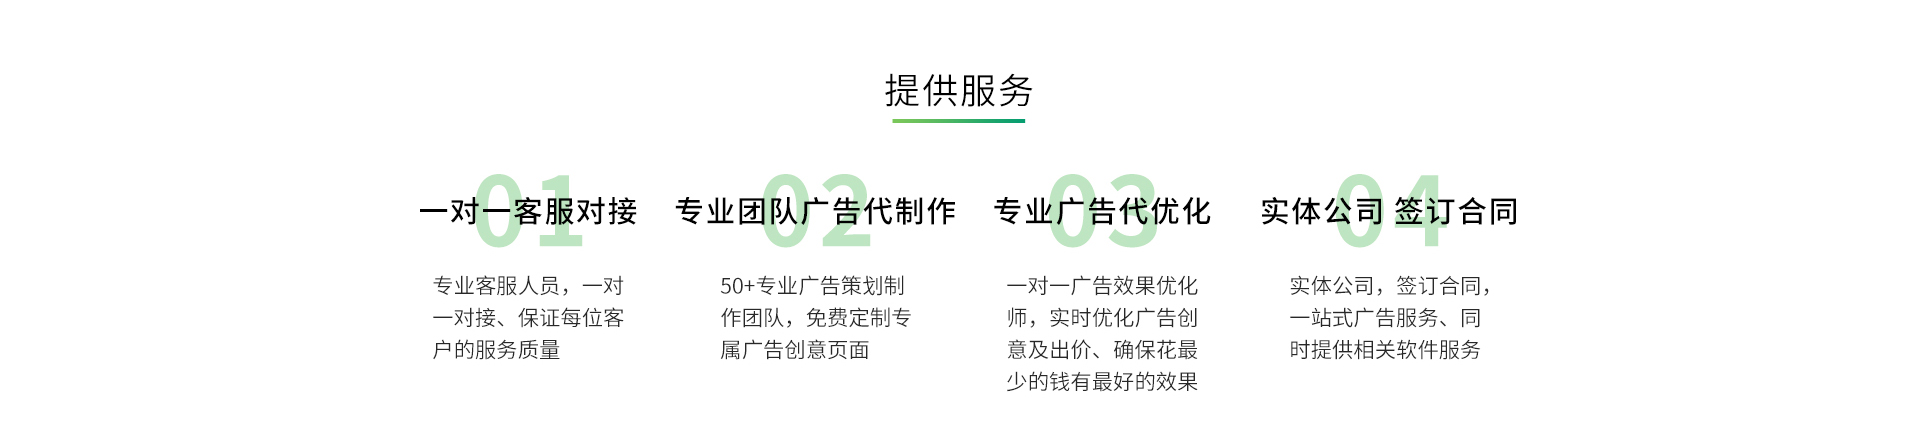 提供服务
01
一对一客服对接
专业客服人员，一对
一对接、保证每位客
户的服务质量
02
专业团队广告代制作
50+专业广告策划制
作团队，免费定制专
属广告创意页面
03
专业广告代优化
一对一广告效果优化
师，实时优化广告创
意及出价、确保花最
少的钱有最好的效果
04
实体公司 签订合同
实体公司，签订合同，
一站式广告服务、同
时提供相关软件服务